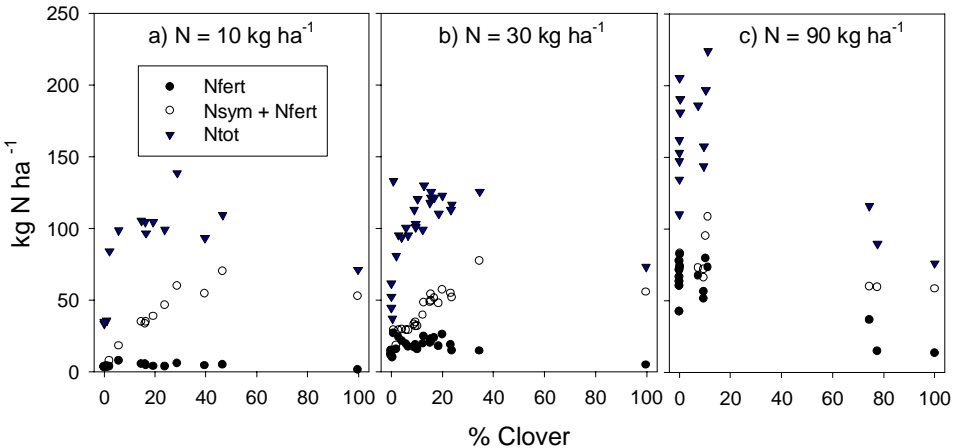 kg N ha⁻¹
250
200
150
100
50
0
a) N = 10 kg ha⁻¹
Nfert
Nsym + Nfert
Ntot
0 20 40 60 80 100
b) N = 30 kg ha⁻¹
0 20 40 60 80 100
c) N = 90 kg ha⁻¹
0 20 40 60 80 100
% Clover